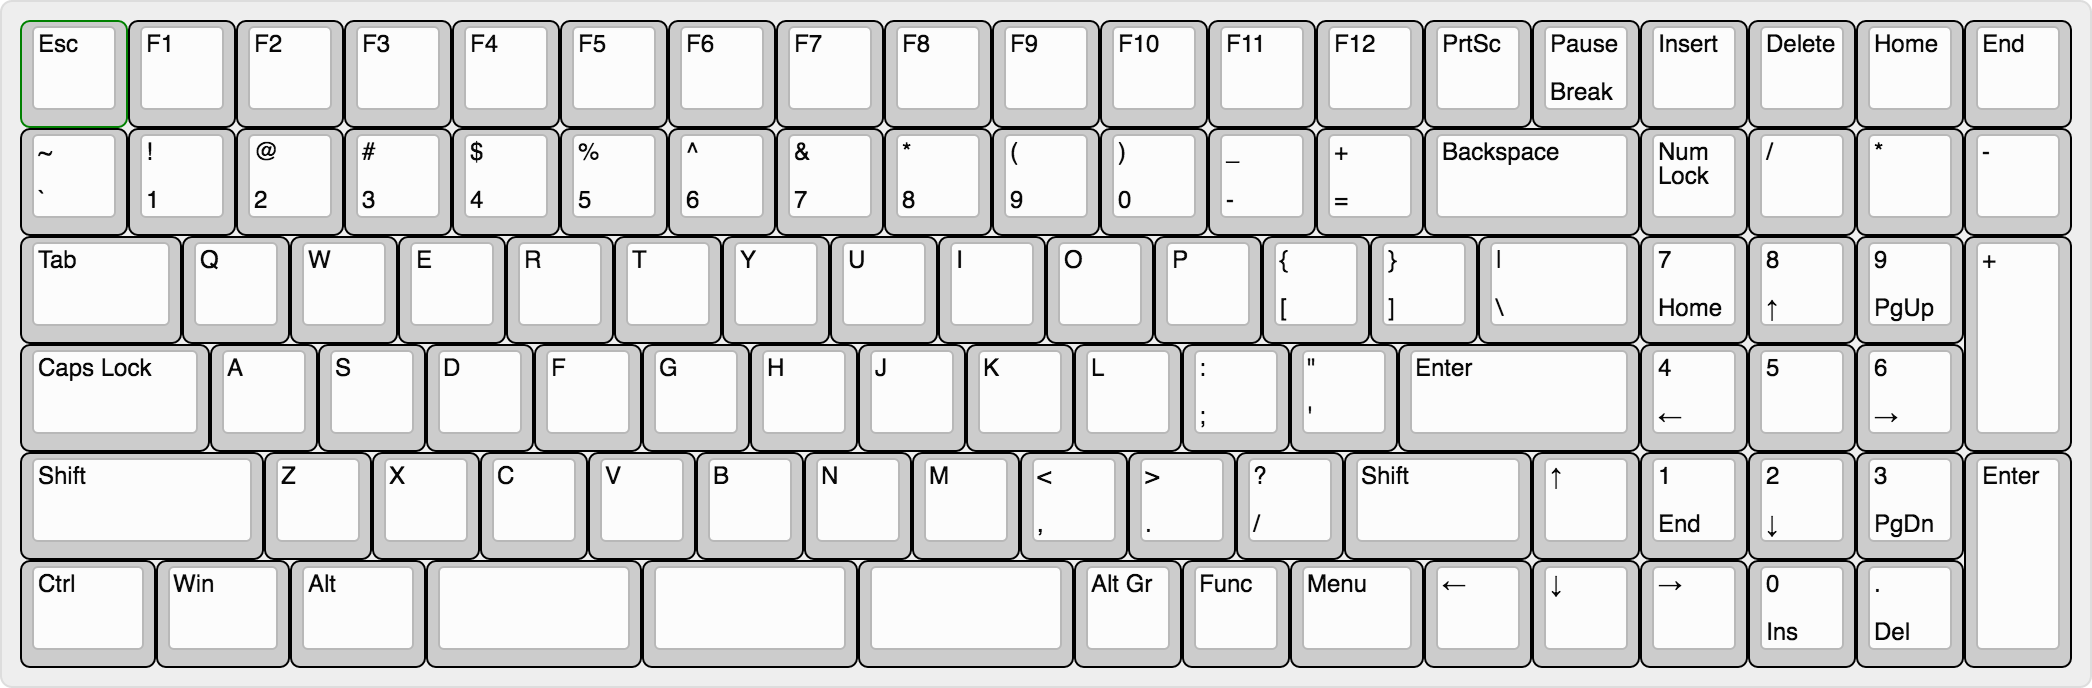 Esc F1 F2 F3 F4 F5 F6 F7 F8 F9 F10 F11 F12 PrtSc Pause Insert Delete Home End
Break
~ ! @ # $ % ^ & * ( ) _ + Backspace Num / * -
Lock
` 1 2 3 4 5 6 7 8 9 0 - =
Tab Q W E R T Y U I O P { } | 7 8 9 +
[ ] \ Home ↑ PgUp
Caps Lock A S D F G H J K L : " Enter 4 5 6
; ' ← →
Shift Z X C V B N M < > ? Shift ↑ 1 2 3 Enter
, . / End ↓ PgDn
Ctrl Win Alt Alt Gr Func Menu ← ↓ → 0 .
Ins Del